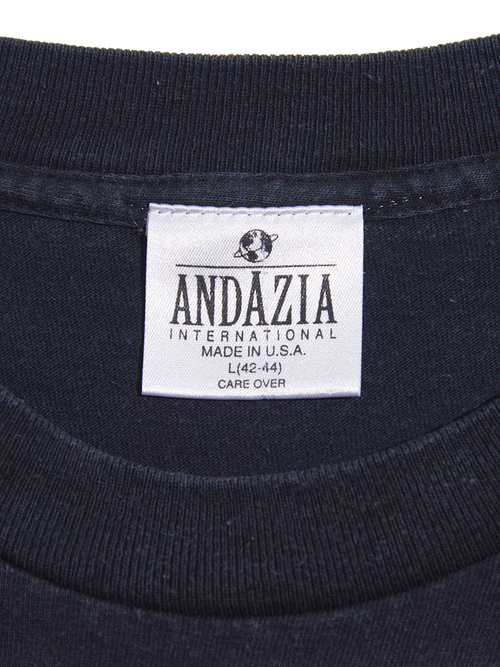 ANDAZIA
INTERNATIONAL
MADE IN U.S.A.
L(42-44)
CARE OVER